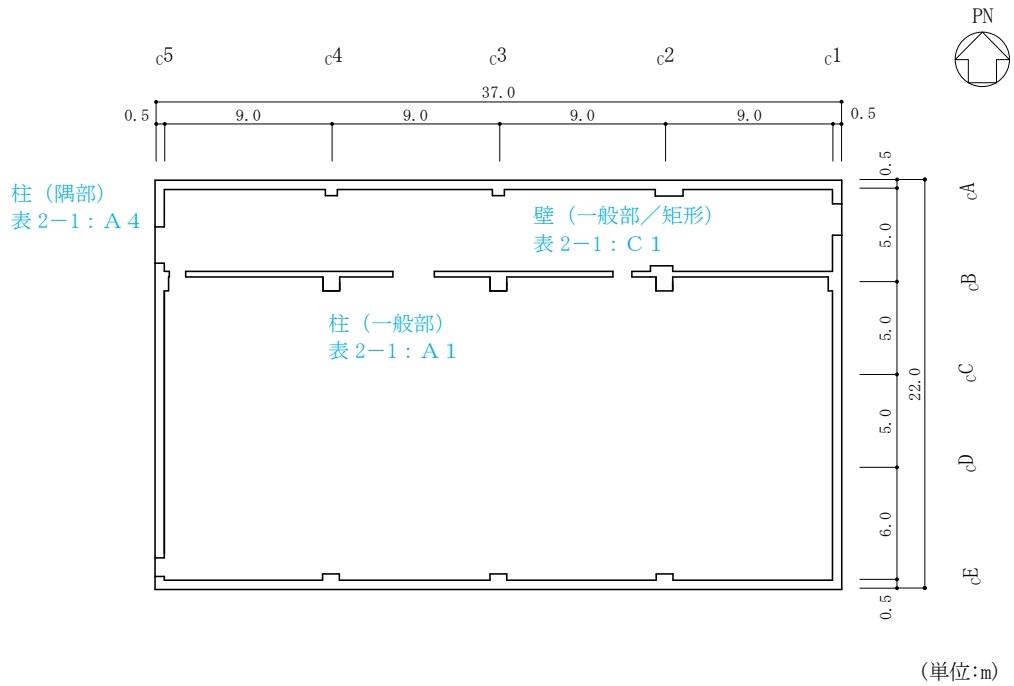 PN
c5 c4 c3 c2 c1
37.0
0.5 9.0 9.0 9.0 9.0 0.5
0.5
cA
柱（隅部）
表2-1：A4
壁（一般部／矩形）
表2-1：C1
5.0
cB
柱（一般部）
表2-1：A1
5.0
cC
22.0
5.0
cD
6.0
cE
0.5
(単位:m)